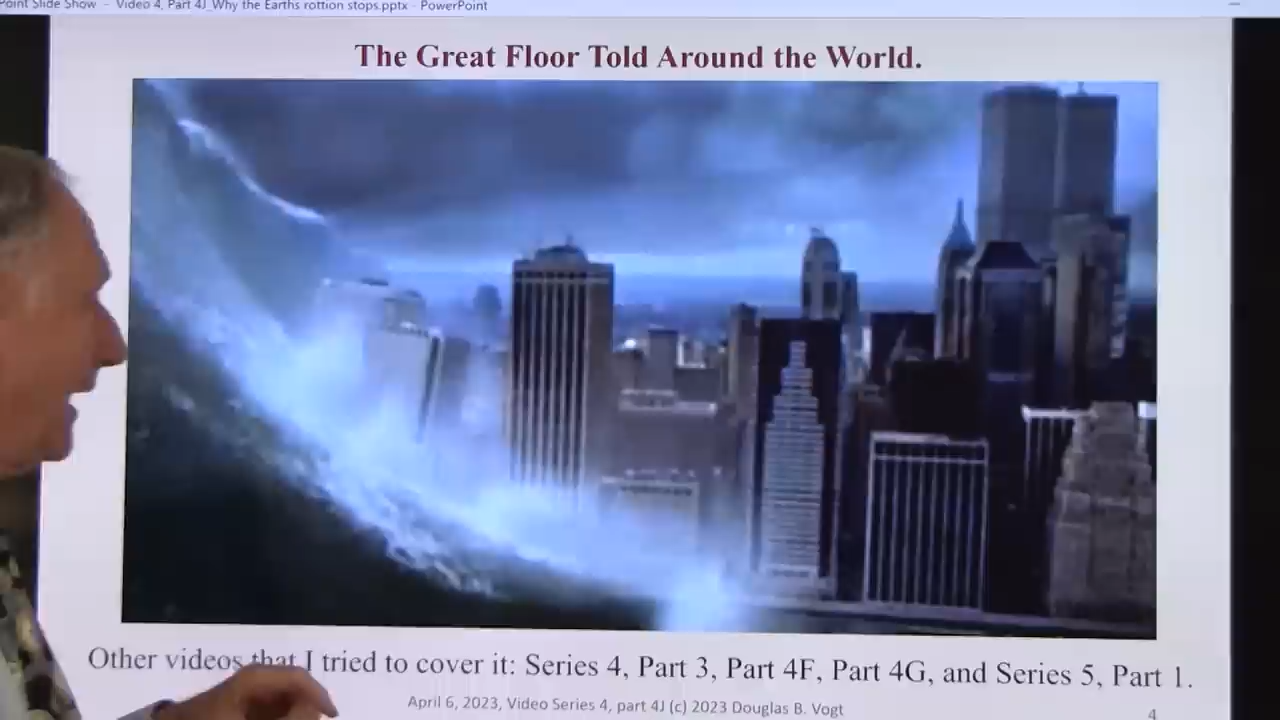 Point Slide Show - Video 4, Part 4J_Why the Earths rottion stops.pptx - PowerPoint
The Great Floor Told Around the World.
Other videos that I tried to cover it: Series 4, Part 3, Part 4F, Part 4G, and Series 5, Part 1.
April 6, 2023, Video Series 4, part 4J (c) 2023 Douglas B. Vogt
4